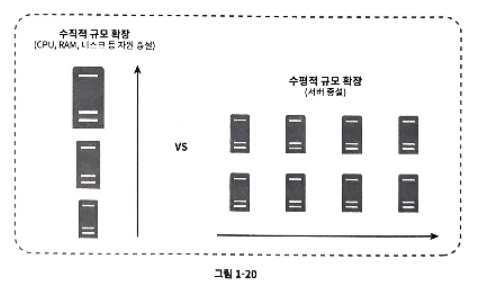 수직적 규모 확장
(CPU, RAM, 디스크 등 자원 증설)
수평적 규모 확장
(서버 증설)
VS
그림 1-20